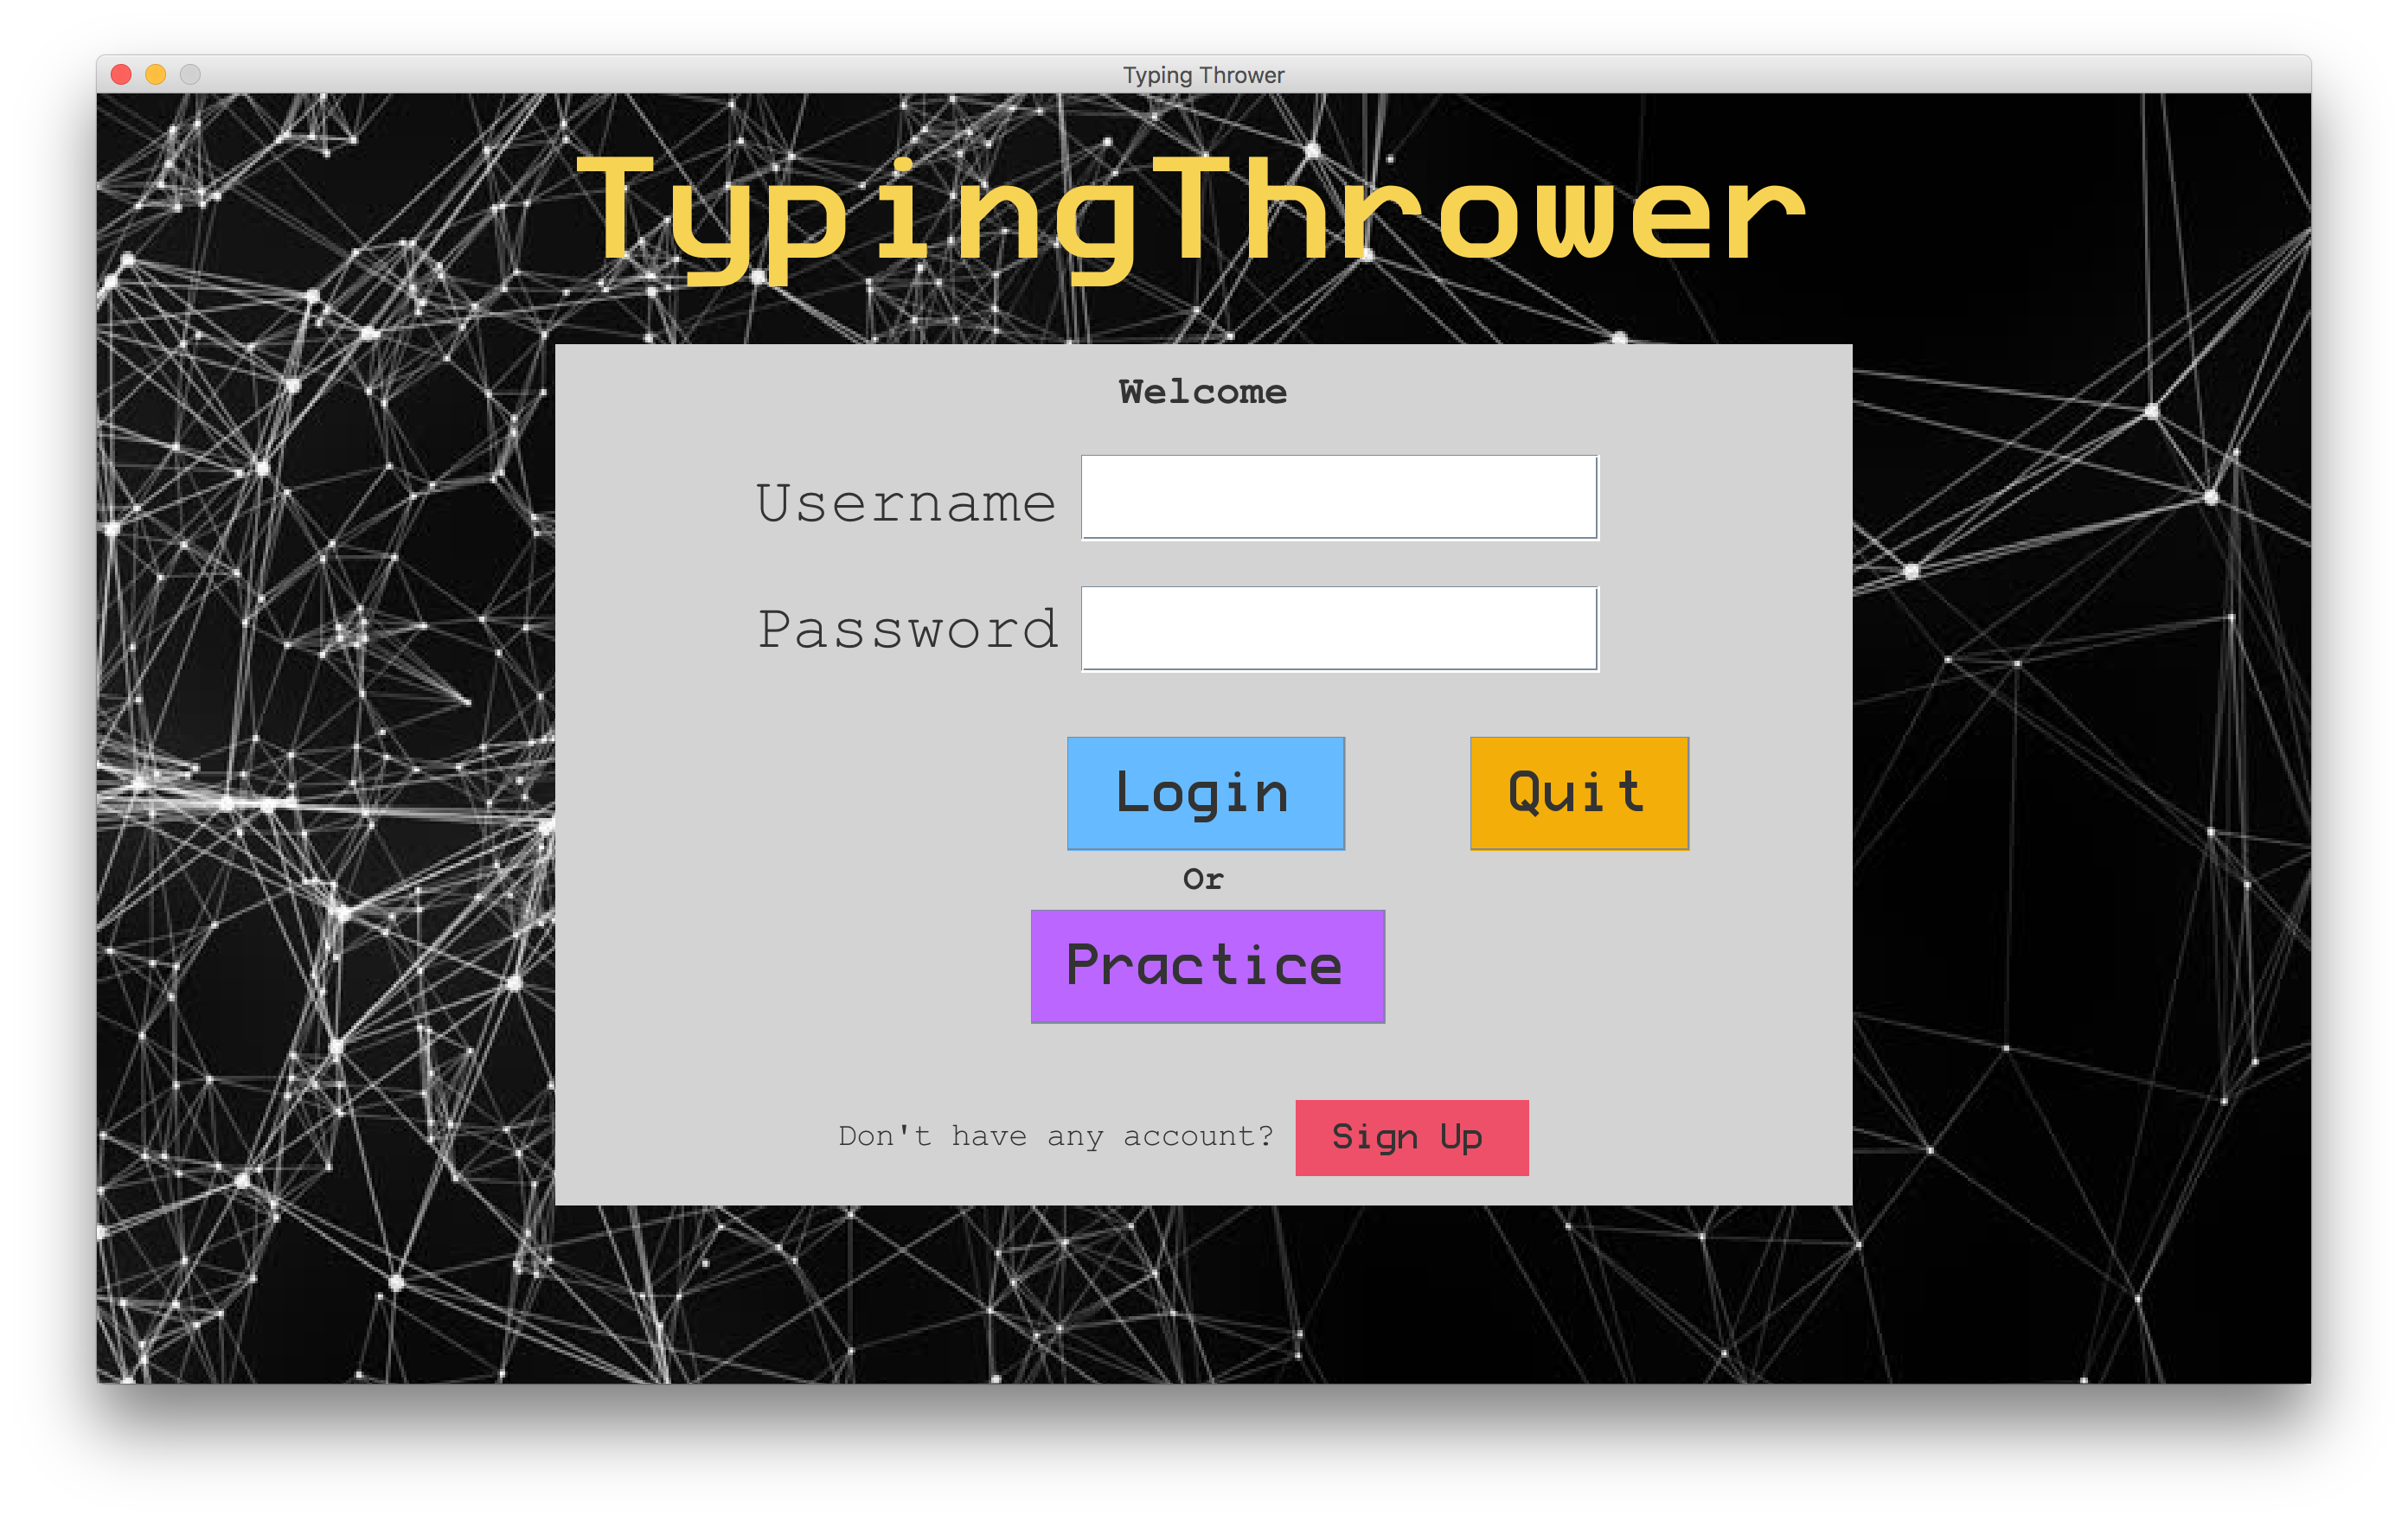 Typing Thrower
TypingThrower
Welcome
Username
Password
Login Quit
Or
Practice
Don't have any account? Sign Up